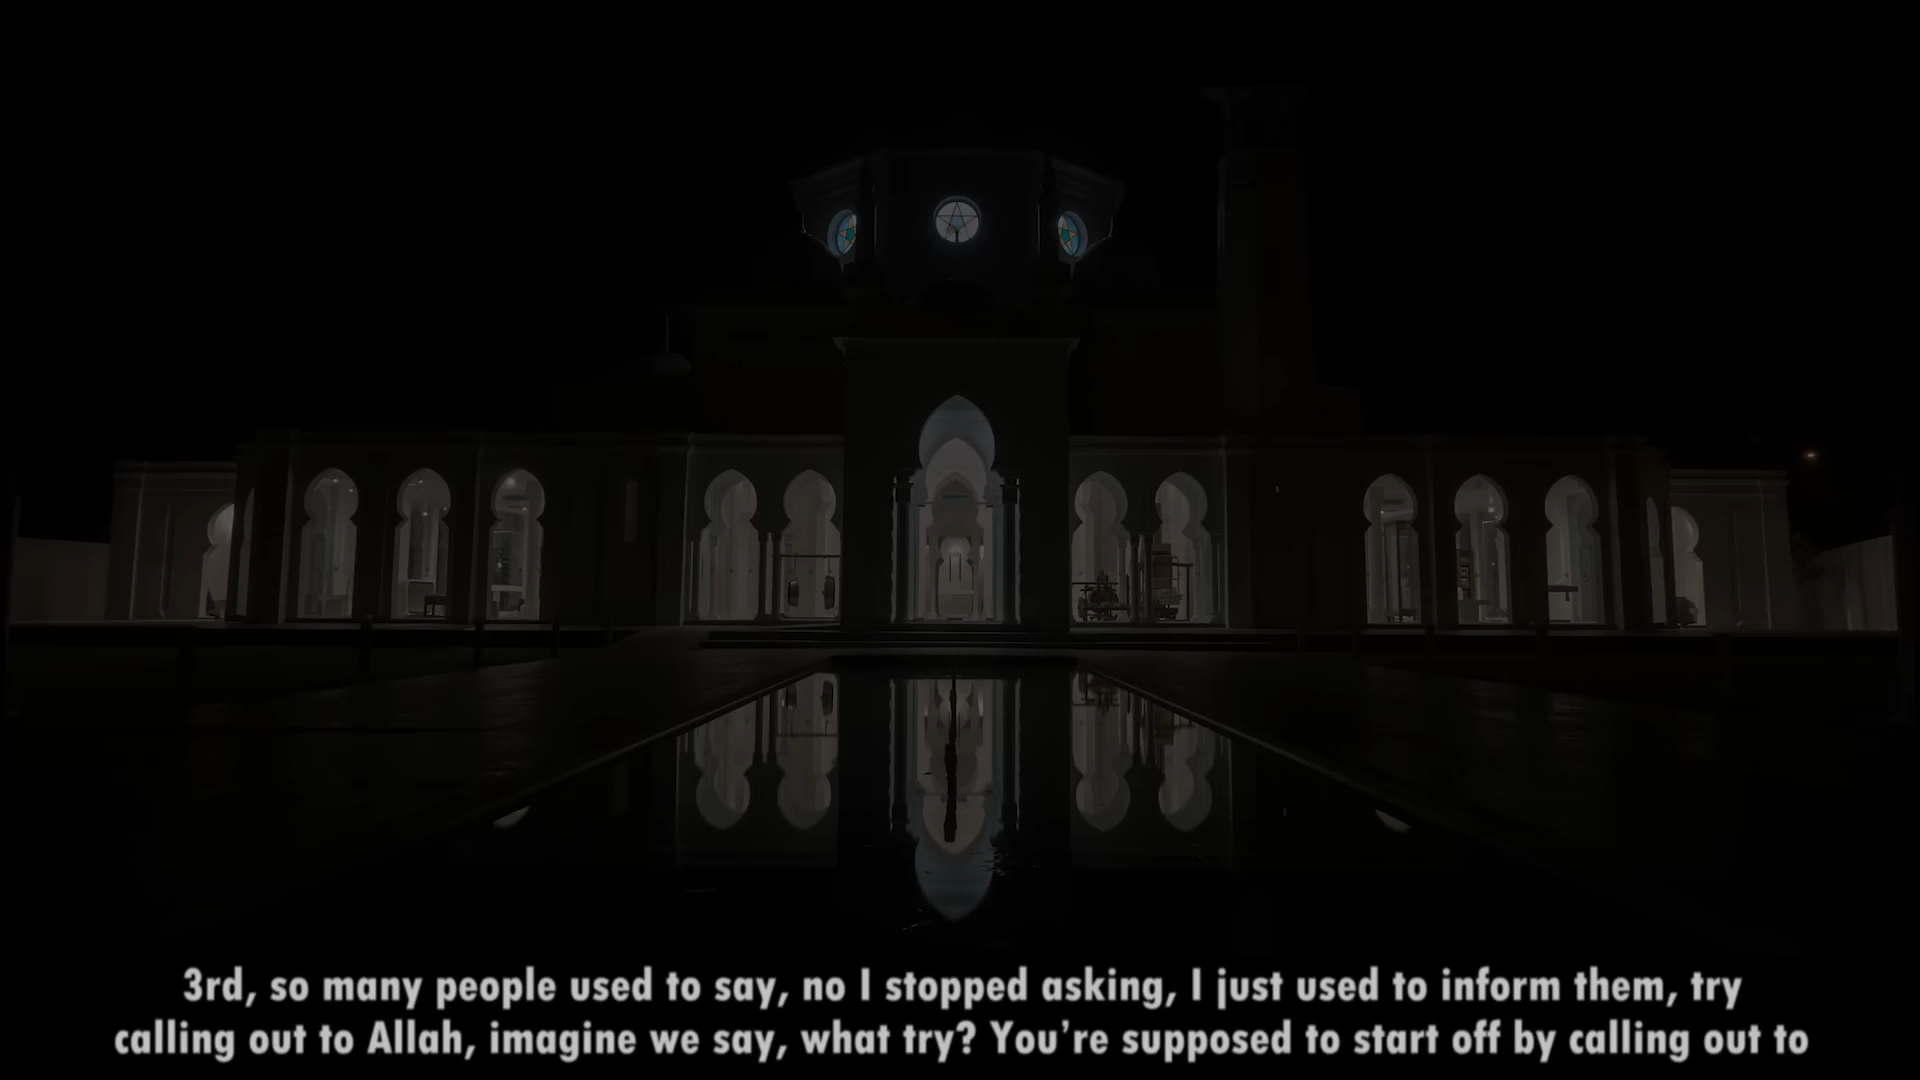 3rd, so many people used to say, no I stopped asking, I just used to inform them, try
calling out to Allah, imagine we say, what try? You’re supposed to start off by calling out to